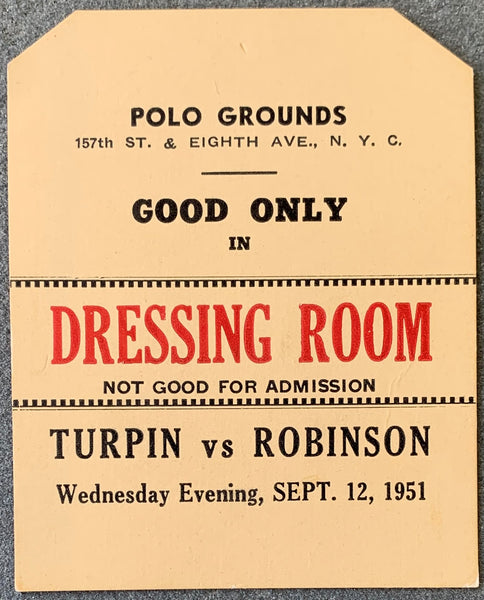 POLO GROUNDS
157th ST. & EIGHTH AVE., N. Y. C.
GOOD ONLY
IN
DRESSING ROOM
NOT GOOD FOR ADMISSION
TURPIN vs ROBINSON
Wednesday Evening, SEPT. 12, 1951